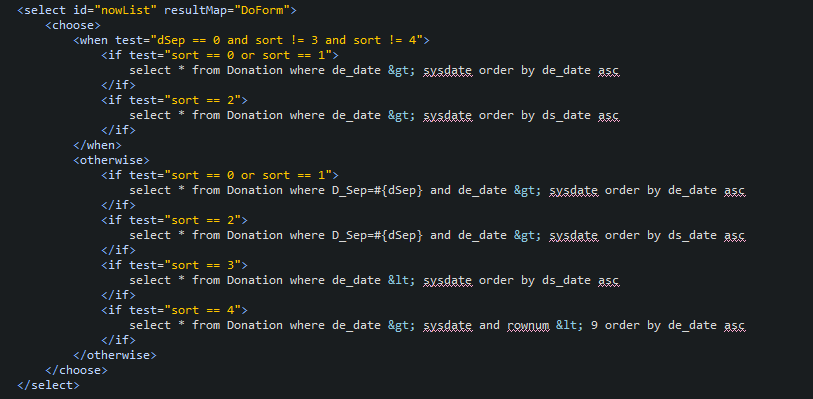 <select id="nowList" resultMap="DoForm">
    <choose>
        <when test="dSep == 0 and sort != 3 and sort != 4">
            <if test="sort == 0 or sort == 1">
                select * from Donation where de_date &gt; sysdate order by de_date asc
            </if>
            <if test="sort == 2">
                select * from Donation where de_date &gt; sysdate order by ds_date asc
            </if>
        </when>
        <otherwise>
            <if test="sort == 0 or sort == 1">
                select * from Donation where D_Sep=#{dSep} and de_date &gt; sysdate order by de_date asc
            </if>
            <if test="sort == 2">
                select * from Donation where D_Sep=#{dSep} and de_date &gt; sysdate order by ds_date asc
            </if>
            <if test="sort == 3">
                select * from Donation where de_date &lt; sysdate order by ds_date asc
            </if>
            <if test="sort == 4">
                select * from Donation where de_date &gt; sysdate and rownum &lt; 9 order by de_date asc
            </if>
        </otherwise>
    </choose>
</select>